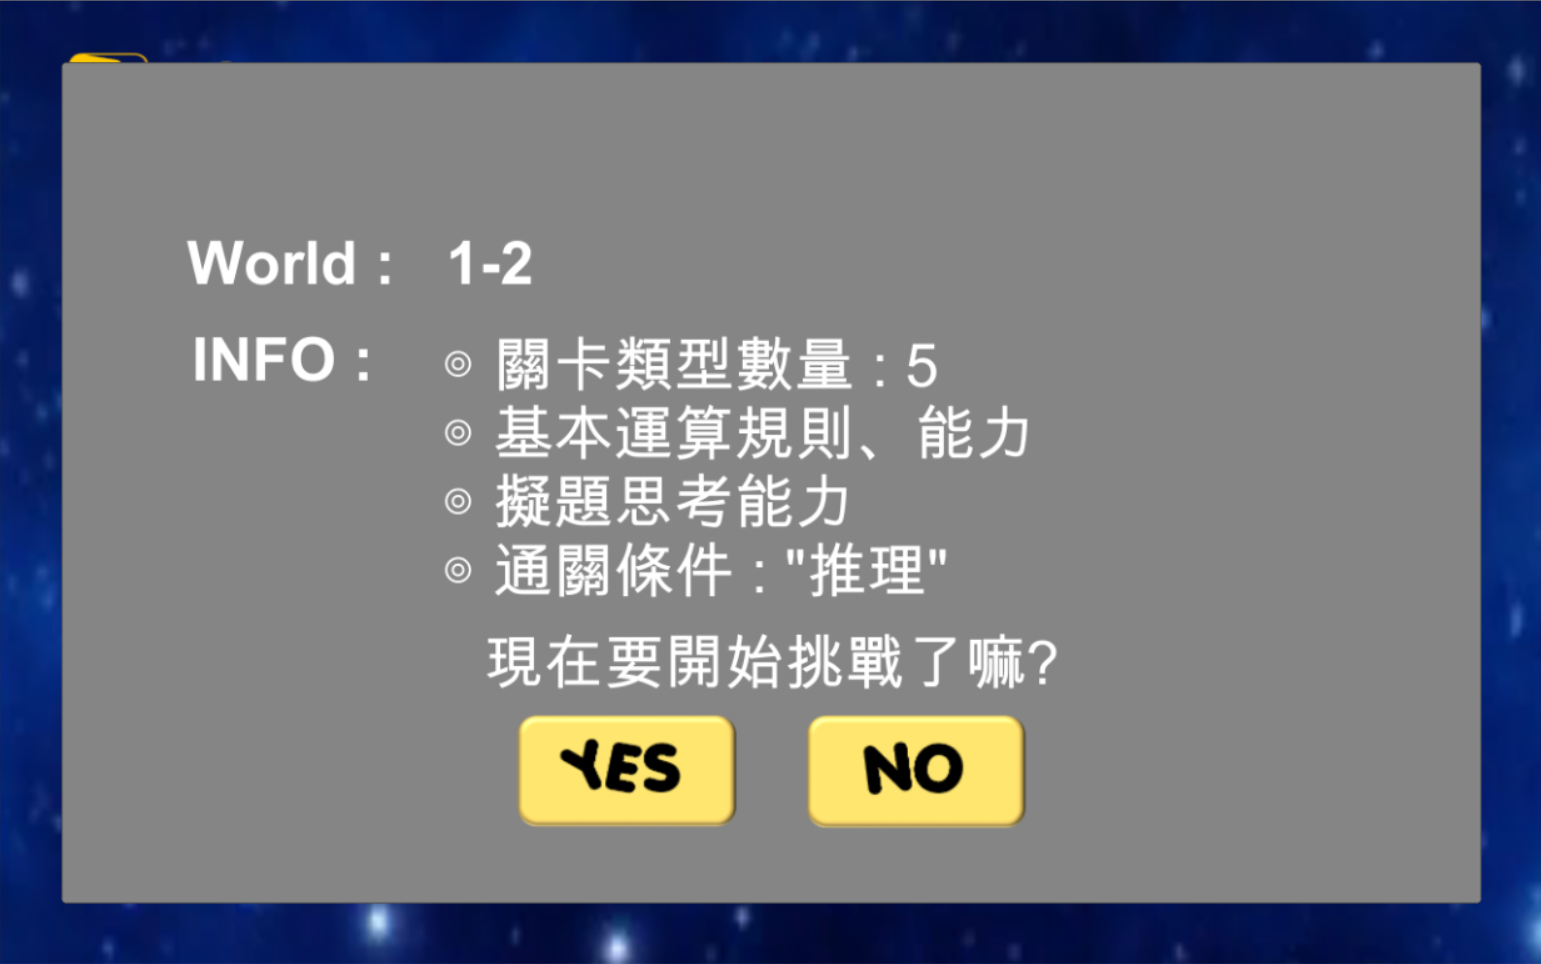 World : 1-2
INFO : ◎ 關卡類型數量 : 5
◎ 基本運算規則、能力
◎ 擬題思考能力
◎ 通關條件 : "推理"
現在要開始挑戰了嘛?
YES NO